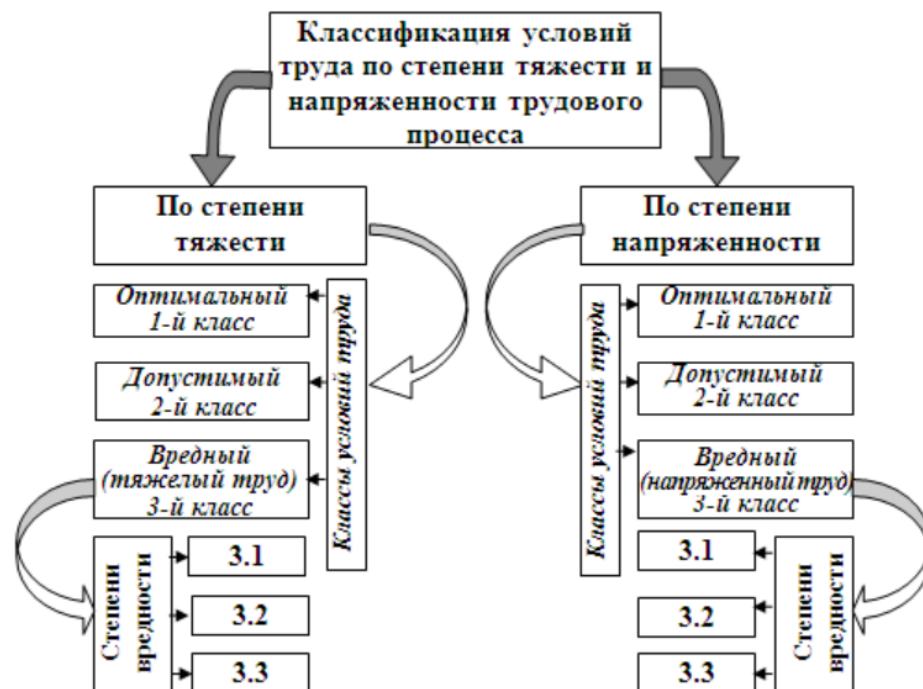 Классификация условий
труда по степени тяжести и
напряженности трудового
процесса
По степени
тяжести
Оптимальный
1-й класс
Допустимый
2-й класс
Вредный
(тяжелый труд)
3-й класс
Классы условий труда
Степени
вредности
3.1
3.2
3.3
По степени
напряженности
Классы условий труда
Оптимальный
1-й класс
Допустимый
2-й класс
Вредный
(напряженный труд)
3-й класс
3.1
3.2
3.3
Степени
вредности